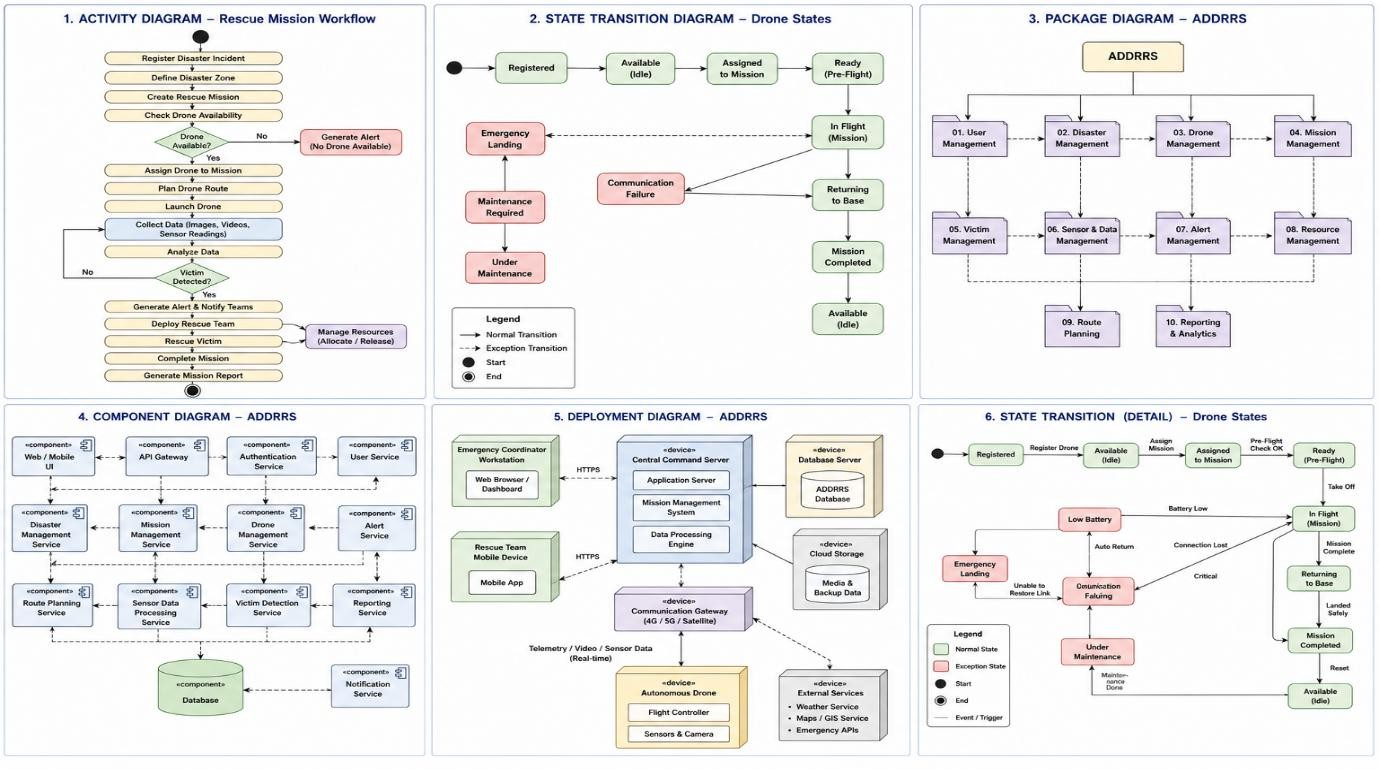 1. ACTIVITY DIAGRAM – Rescue Mission Workflow
Register Disaster Incident
Define Disaster Zone
Create Rescue Mission
Check Drone Availability
Drone
Available?
No
Generate Alert
(No Drone Available)
Yes
Assign Drone to Mission
Plan Drone Route
Launch Drone
Collect Data (Images, Videos,
Sensor Readings)
Analyze Data
No
Victim
Detected?
Yes
Generate Alert & Notify Teams
Deploy Rescue Team
Rescue Victim
Manage Resources
(Allocate / Release)
Complete Mission
Generate Mission Report
2. STATE TRANSITION DIAGRAM – Drone States
Registered
Available
(Idle)
Assigned
to Mission
Ready
(Pre-Flight)
Emergency
Landing
In Flight
(Mission)
Communication
Failure
Maintenance
Required
Returning
to Base
Under
Maintenance
Mission
Completed
Available
(Idle)
Legend
Normal Transition
Exception Transition
Start
End
3. PACKAGE DIAGRAM – ADDRRS
ADDRRS
01. User
Management
02. Disaster
Management
03. Drone
Management
04. Mission
Management
05. Victim
Management
06. Sensor & Data
Management
07. Alert
Management
08. Resource
Management
09. Route
Planning
10. Reporting
& Analytics
4. COMPONENT DIAGRAM – ADDRRS
«component»
Web / Mobile
UI
«component»
API Gateway
«component»
Authentication
Service
«component»
User Service
«component»
Disaster
Management
Service
«component»
Mission
Management
Service
«component»
Drone
Management
Service
«component»
Alert
Service
«component»
Route Planning
Service
«component»
Sensor Data
Processing
Service
«component»
Victim Detection
Service
«component»
Reporting
Service
«component»
Database
«component»
Notification
Service
5. DEPLOYMENT DIAGRAM – ADDRRS
Emergency Coordinator
Workstation
Web Browser /
Dashboard
HTTPS
«device»
Central Command Server
Application Server
Mission Management
System
Data Processing
Engine
«device»
Database Server
ADDRRS
Database
Rescue Team
Mobile Device
Mobile App
HTTPS
«device»
Cloud Storage
Media &
Backup Data
«device»
Communication Gateway
(4G / 5G / Satellite)
Telemetry / Video / Sensor Data
(Real-time)
«device»
Autonomous Drone
Flight Controller
Sensors & Camera
«device»
External Services
• Weather Service
• Maps / GIS Service
• Emergency APIs
6. STATE TRANSITION (DETAIL) – Drone States
Registered
Register Drone
Available
(Idle)
Assign
Mission
Assigned
to Mission
Pre-Flight
Check OK
Ready
(Pre-Flight)
Take Off
Low Battery
Battery Low
In Flight
(Mission)
Auto Return
Connection Lost
Mission
Complete
Emergency
Landing
Critical
Unable to
Restore Link
Omunication
Faluing
Returning
to Base
Landed
Safely
Under
Maintenance
Mission
Completed
Mainte-
nance
Done
Reset
Available
(Idle)
Legend
Normal State
Exception State
Start
End
Event / Trigger